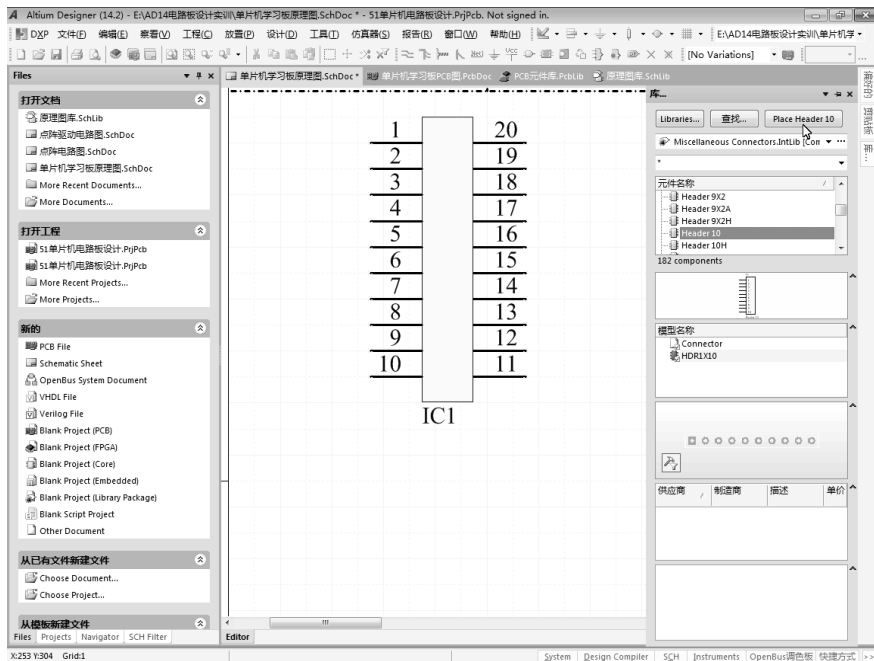 Altium Designer (14.2) - E:\AD14电路板设计实训\单片机学习板原理图.SchDoc * - 51单片机电路板设计.PrjPcb. Not signed in.
DXP 文件(F) 编辑(E) 察看(V) 工程(C) 放置(P) 设计(D) 工具(T) 仿真器(S) 报告(R) 窗口(W) 帮助(H) E:\AD14电路板设计实训\单片机学
[No Variations]
Files
单片机学习板原理图.SchDoc * 单片机学习板PCB图.PcbDoc PCB元件库.PcbLib 原理图库.SchLib
打开文档
原理图库.SchLib
点阵驱动电路图.SchDoc
点阵电路图.SchDoc
单片机学习板原理图.SchDoc
More Recent Documents...
More Documents...
打开工程
51单片机电路板设计.PrjPcb
51单片机电路板设计.PrjPcb
More Recent Projects...
More Projects...
新的
PCB File
Schematic Sheet
OpenBus System Document
VHDL File
Verilog File
Blank Project (PCB)
Blank Project (FPGA)
Blank Project (Core)
Blank Project (Embedded)
Blank Project (Library Package)
Blank Script Project
Other Document
从已有文件新建文件
Choose Document...
Choose Project...
从模板新建文件
Files Projects Navigator SCH Filter
1 20
2 19
3 18
4 17
5 16
6 15
7 14
8 13
9 12
10 11
IC1
Editor
库...
Libraries... 查找... Place Header 10
Miscellaneous Connectors.IntLib [Con
*
元件名称
Header 9X2
Header 9X2A
Header 9X2H
Header 10
Header 10H
182 components
模型名称
Connector
HDR1X10
供应商 制造商 描述 单价
X:253 Y:304 Grid:1
System Design Compiler SCH Instruments OpenBus调色板 快捷方式 >>